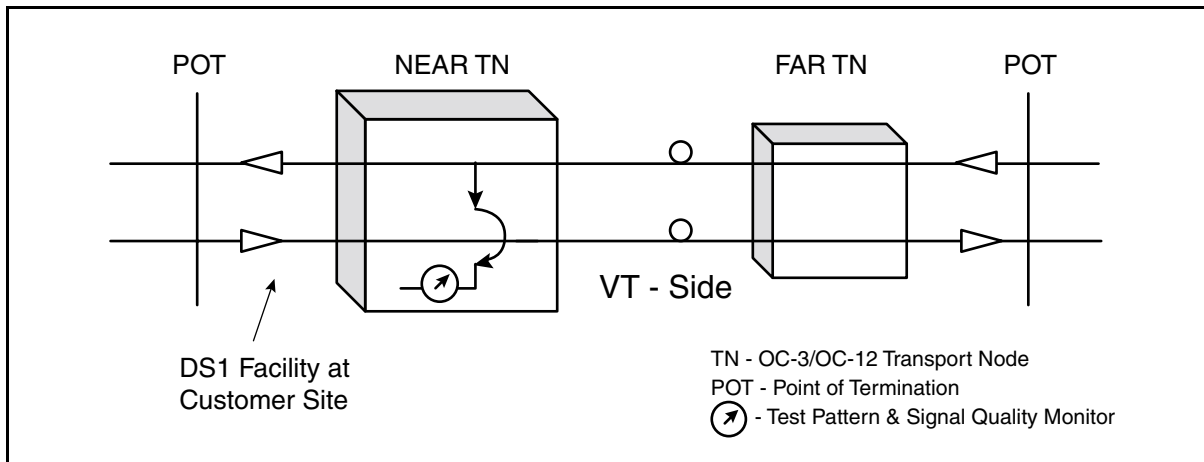 POT
NEAR TN
FAR TN
POT
VT - Side
DS1 Facility at
Customer Site
TN - OC-3/OC-12 Transport Node
POT - Point of Termination
- Test Pattern & Signal Quality Monitor